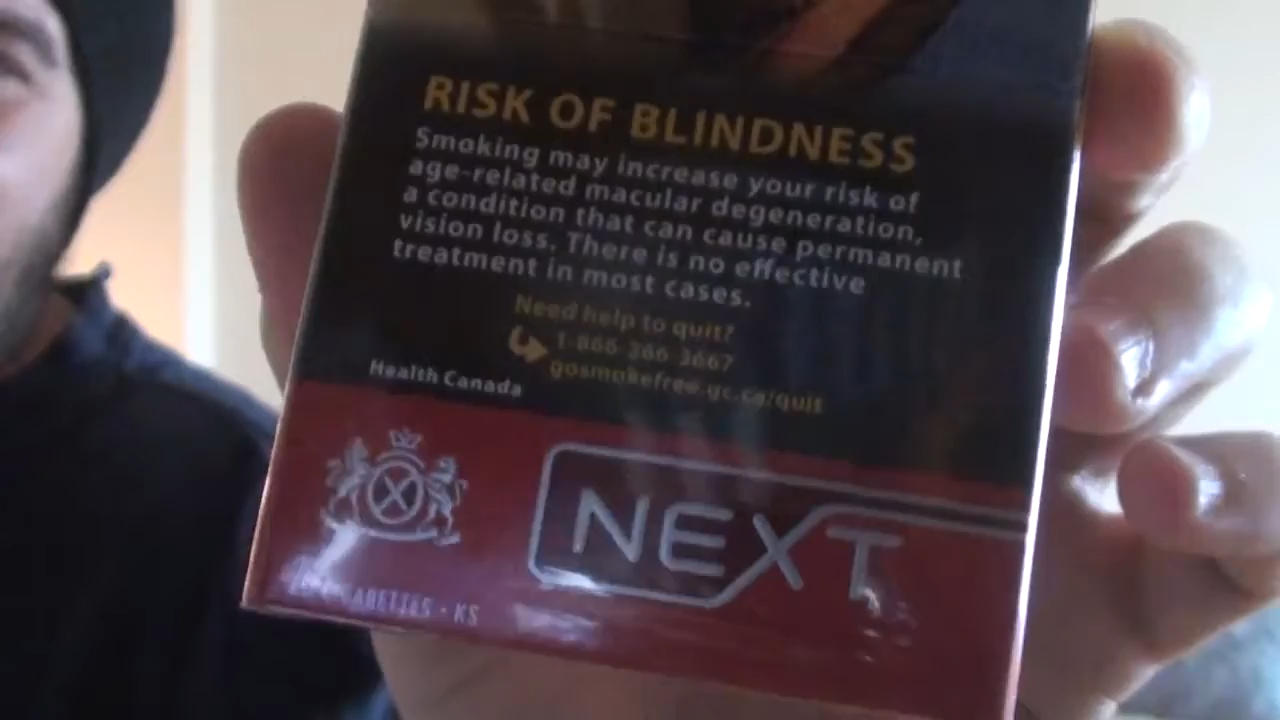 RISK OF BLINDNESS
Smoking may increase your risk of
age-related macular degeneration,
a condition that can cause permanent
vision loss. There is no effective
treatment in most cases.
Need help to quit?
1-866-366-3667
gosmokefree.gc.ca/quit
Health Canada
X
NEXT
KS